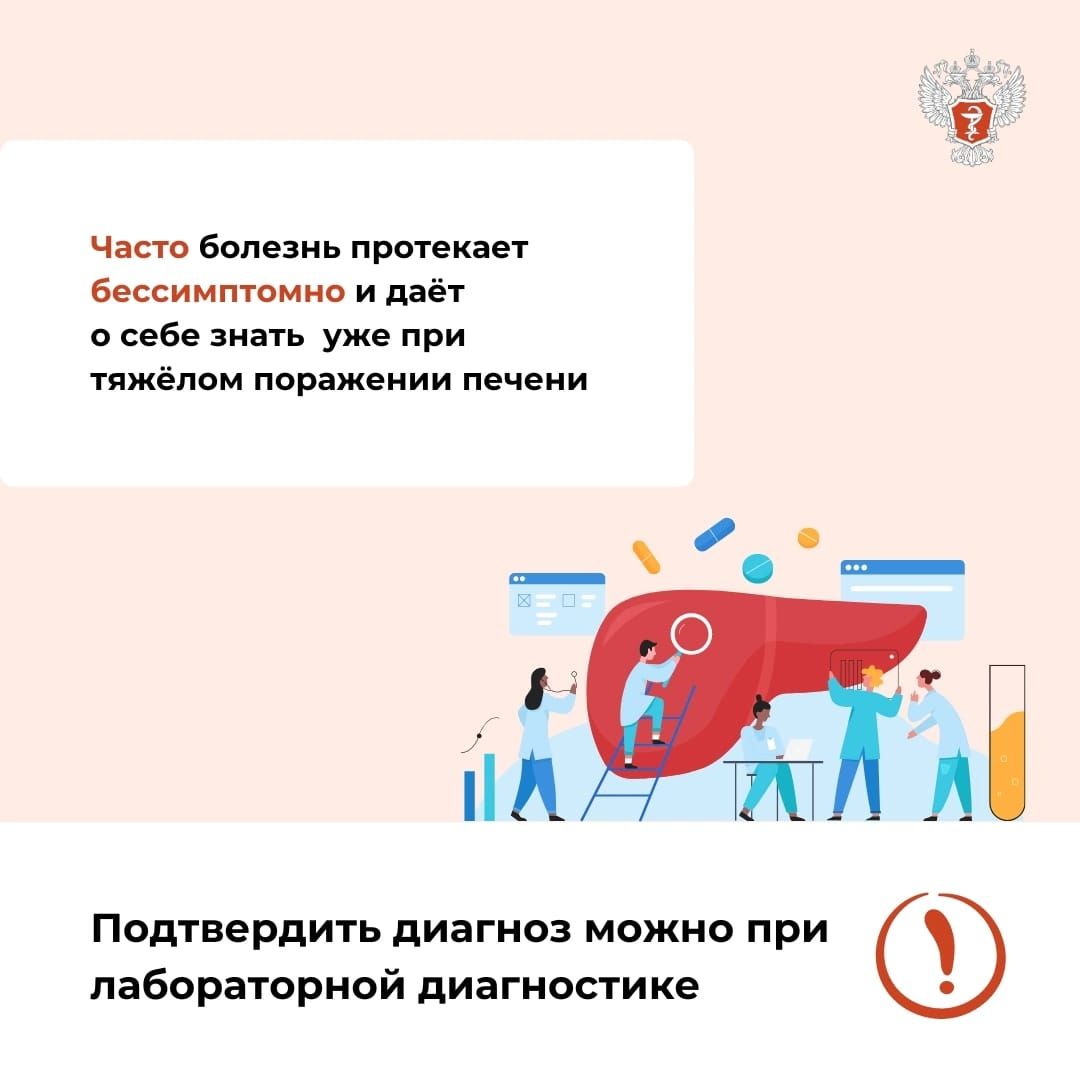 Часто болезнь протекает
бессимптомно и даёт
о себе знать  уже при
тяжёлом поражении печени
Подтвердить диагноз можно при
лабораторной диагностике